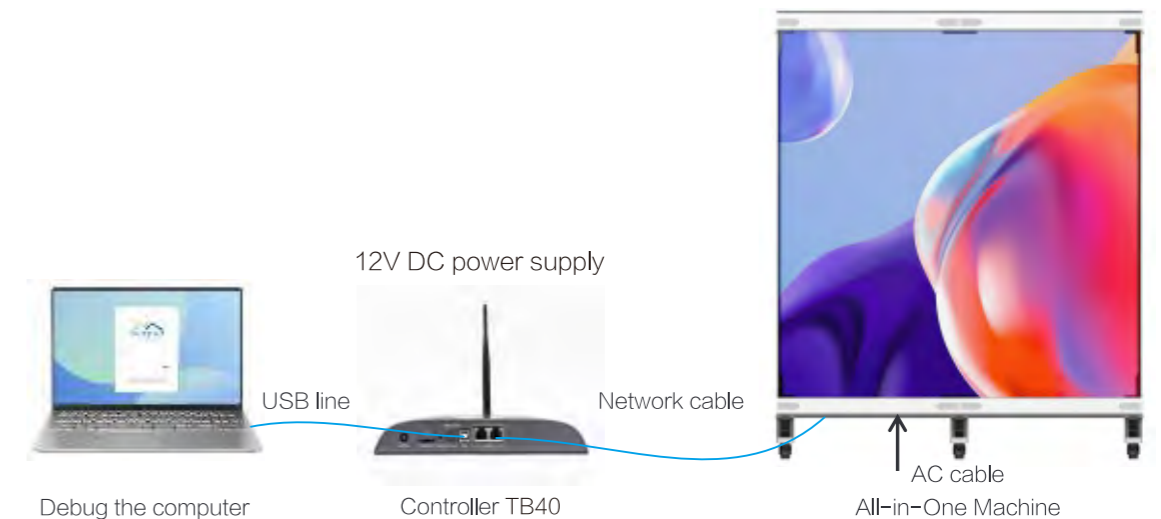 12V DC power supply
USB line
Network cable
AC cable
Debug the computer
Controller TB40
All-in-One Machine